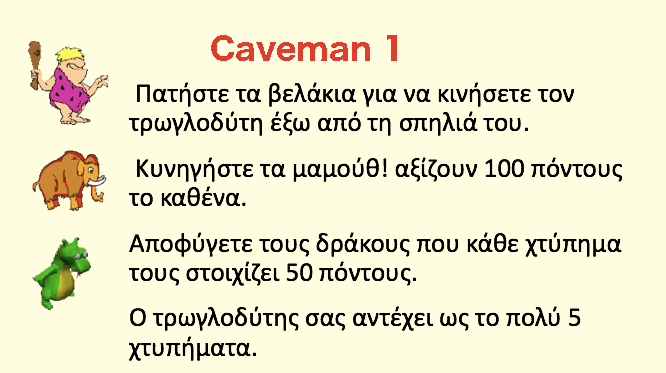 Caveman 1
Πατήστε τα βελάκια για να κινήσετε τον
τρωγλοδύτη έξω από τη σπηλιά του.
Κυνηγήστε τα μαμούθ! αξίζουν 100 πόντους
το καθένα.
Αποφύγετε τους δράκους που κάθε χτύπημα
τους στοιχίζει 50 πόντους.
Ο τρωγλοδύτης σας αντέχει ως το πολύ 5
χτυπήματα.